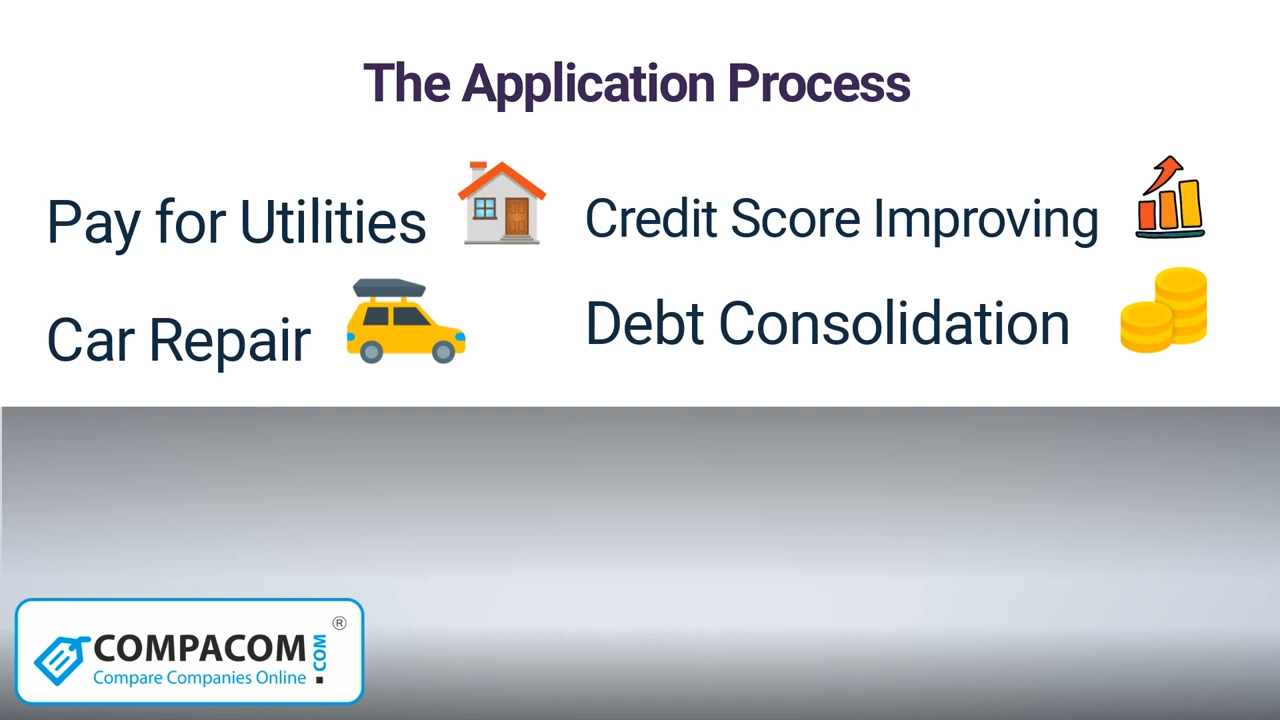 The Application Process
Pay for Utilities
Credit Score Improving
Car Repair
Debt Consolidation
COMPACOM.COM ®
Compare Companies Online